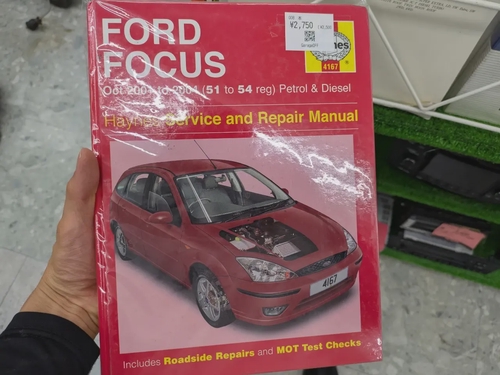 FORD
FOCUS
¥2,750
4167
Oct 2001 to 2004 (51 to 54 reg) Petrol & Diesel
Haynes Service and Repair Manual
4167
Includes Roadside Repairs and MOT Test Checks